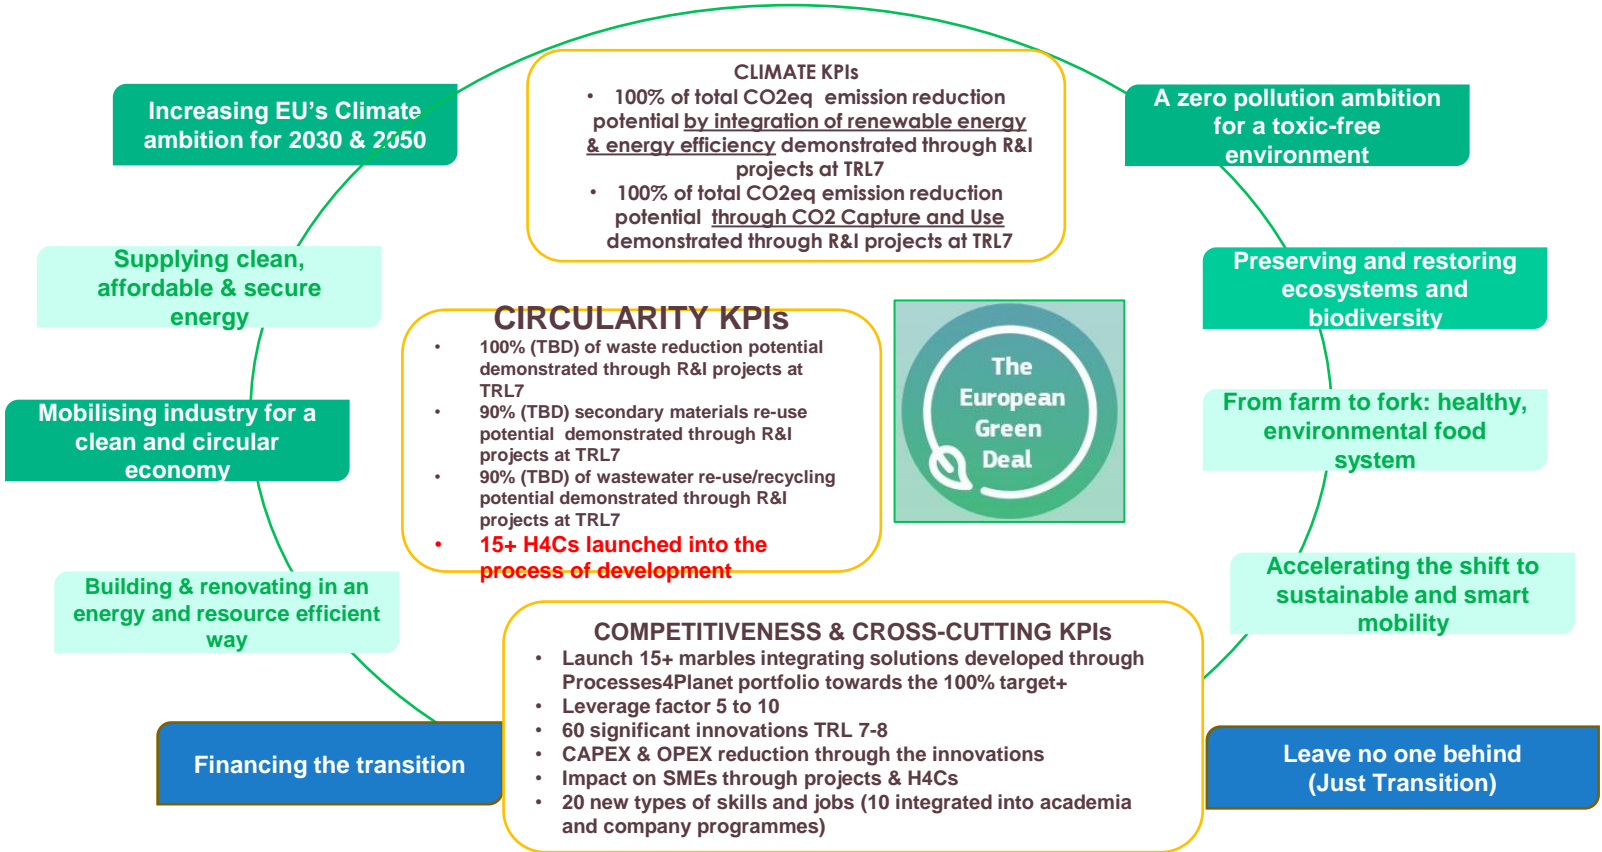 CLIMATE KPIs
• 100% of total CO2eq emission reduction
potential by integration of renewable energy
& energy efficiency demonstrated through R&I
projects at TRL7
• 100% of total CO2eq emission reduction
potential through CO2 Capture and Use
demonstrated through R&I projects at TRL7
Increasing EU's Climate
ambition for 2030 & 2050
A zero pollution ambition
for a toxic-free
environment
Supplying clean,
affordable & secure
energy
Preserving and restoring
ecosystems and
biodiversity
CIRCULARITY KPIs
• 100% (TBD) of waste reduction potential
demonstrated through R&I projects at
TRL7
• 90% (TBD) secondary materials re-use
potential demonstrated through R&I
projects at TRL7
• 90% (TBD) of wastewater re-use/recycling
potential demonstrated through R&I
projects at TRL7
• 15+ H4Cs launched into the
process of development
The
European
Green
Deal
Mobilising industry for a
clean and circular
economy
From farm to fork: healthy,
environmental food
system
Building & renovating in an
energy and resource efficient
way
Accelerating the shift to
sustainable and smart
mobility
COMPETITIVENESS & CROSS-CUTTING KPIs
• Launch 15+ marbles integrating solutions developed through
Processes4Planet portfolio towards the 100% target+
• Leverage factor 5 to 10
• 60 significant innovations TRL 7-8
• CAPEX & OPEX reduction through the innovations
• Impact on SMEs through projects & H4Cs
• 20 new types of skills and jobs (10 integrated into academia
and company programmes)
Financing the transition
Leave no one behind
(Just Transition)